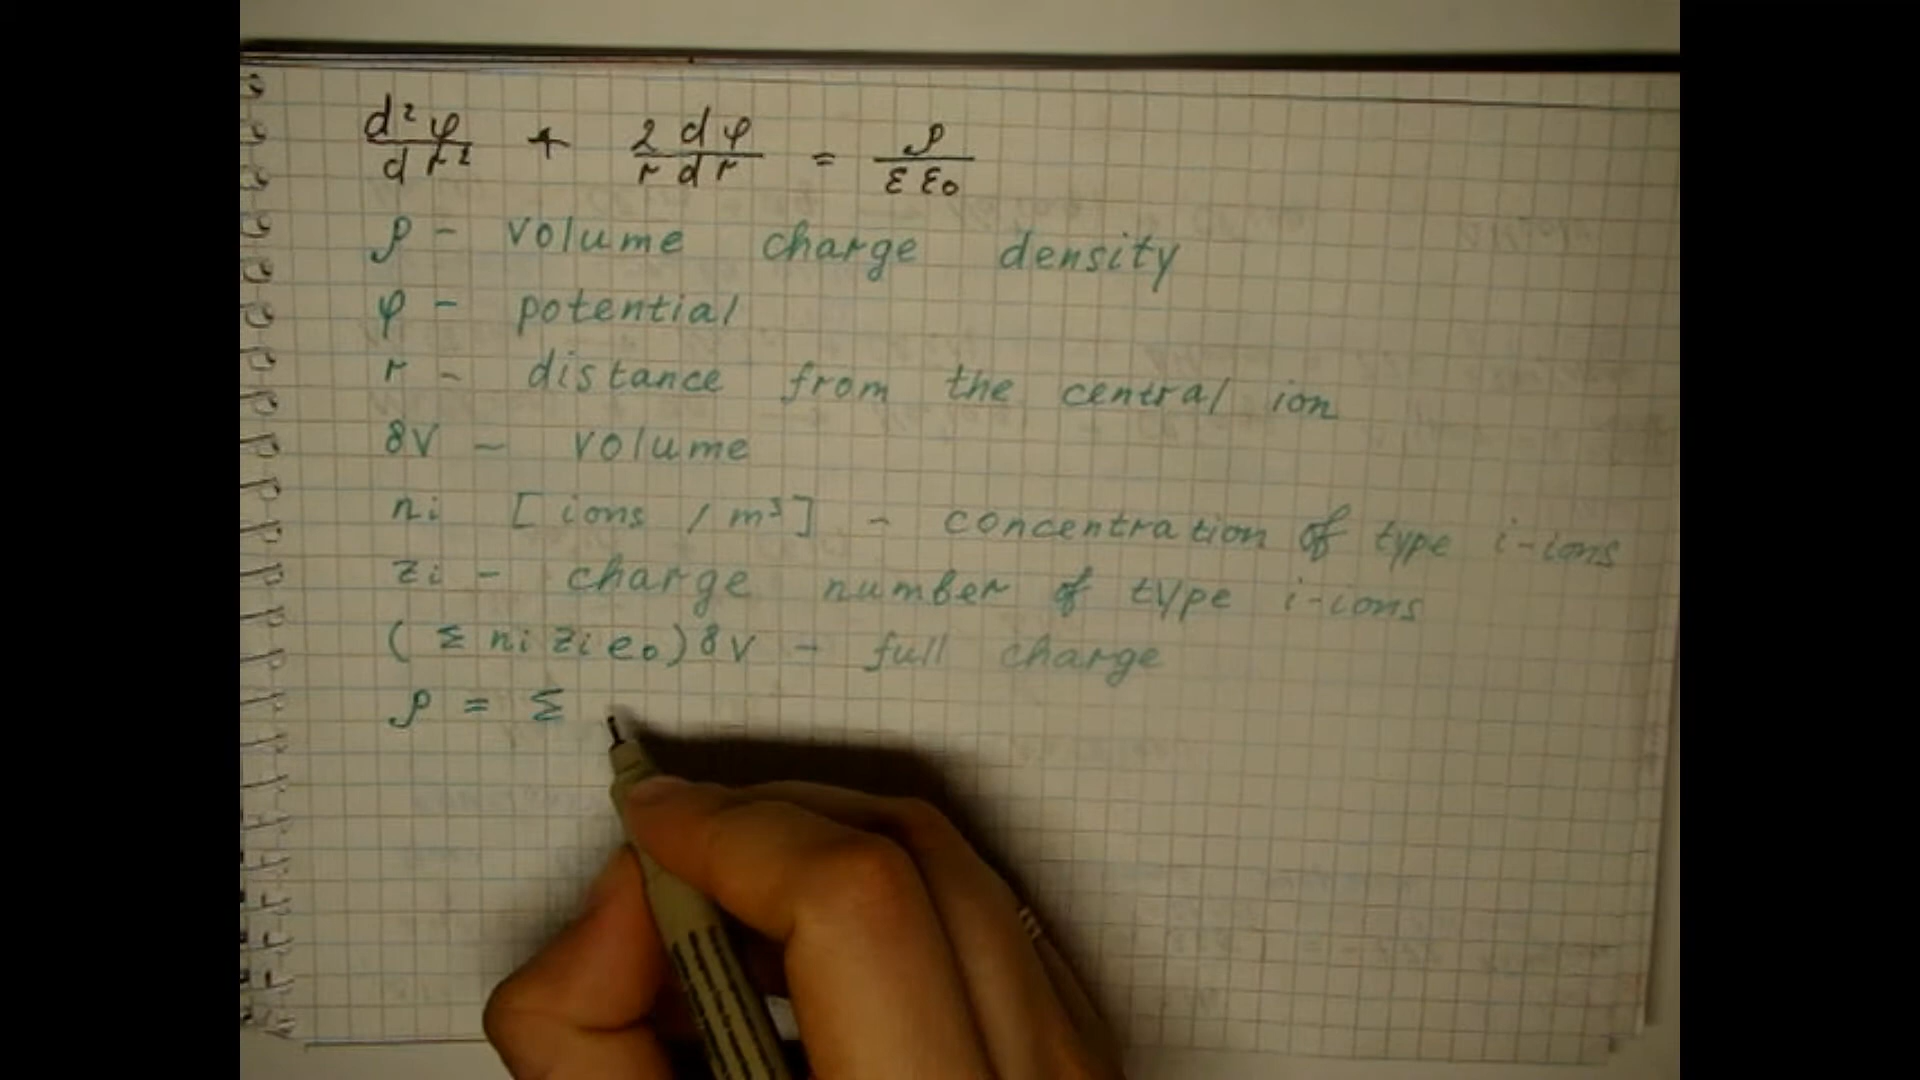 d²φ/dr² + 2dφ/rdr = ρ/εε₀
ρ - volume charge density
φ - potential
r - distance from the central ion
δV - volume
ni [ions / m³] - concentration of type i-ions
zi - charge number of type i-ions
(Σ ni zi e₀) δV - full charge
ρ = Σ